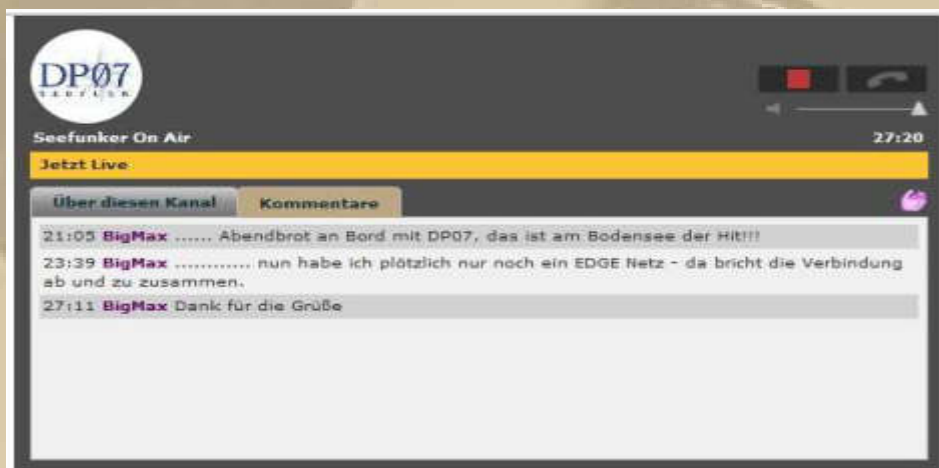 DP07
SEEFUNK
Seefunker On Air
27:20
Jetzt Live
Über diesen Kanal
Kommentare
21:05 BigMax ...... Abendbrot an Bord mit DP07, das ist am Bodensee der Hit!!!
23:39 BigMax ............ nun habe ich plötzlich nur noch ein EDGE Netz - da bricht die Verbindung
ab und zu zusammen.
27:11 BigMax Dank für die Grüße